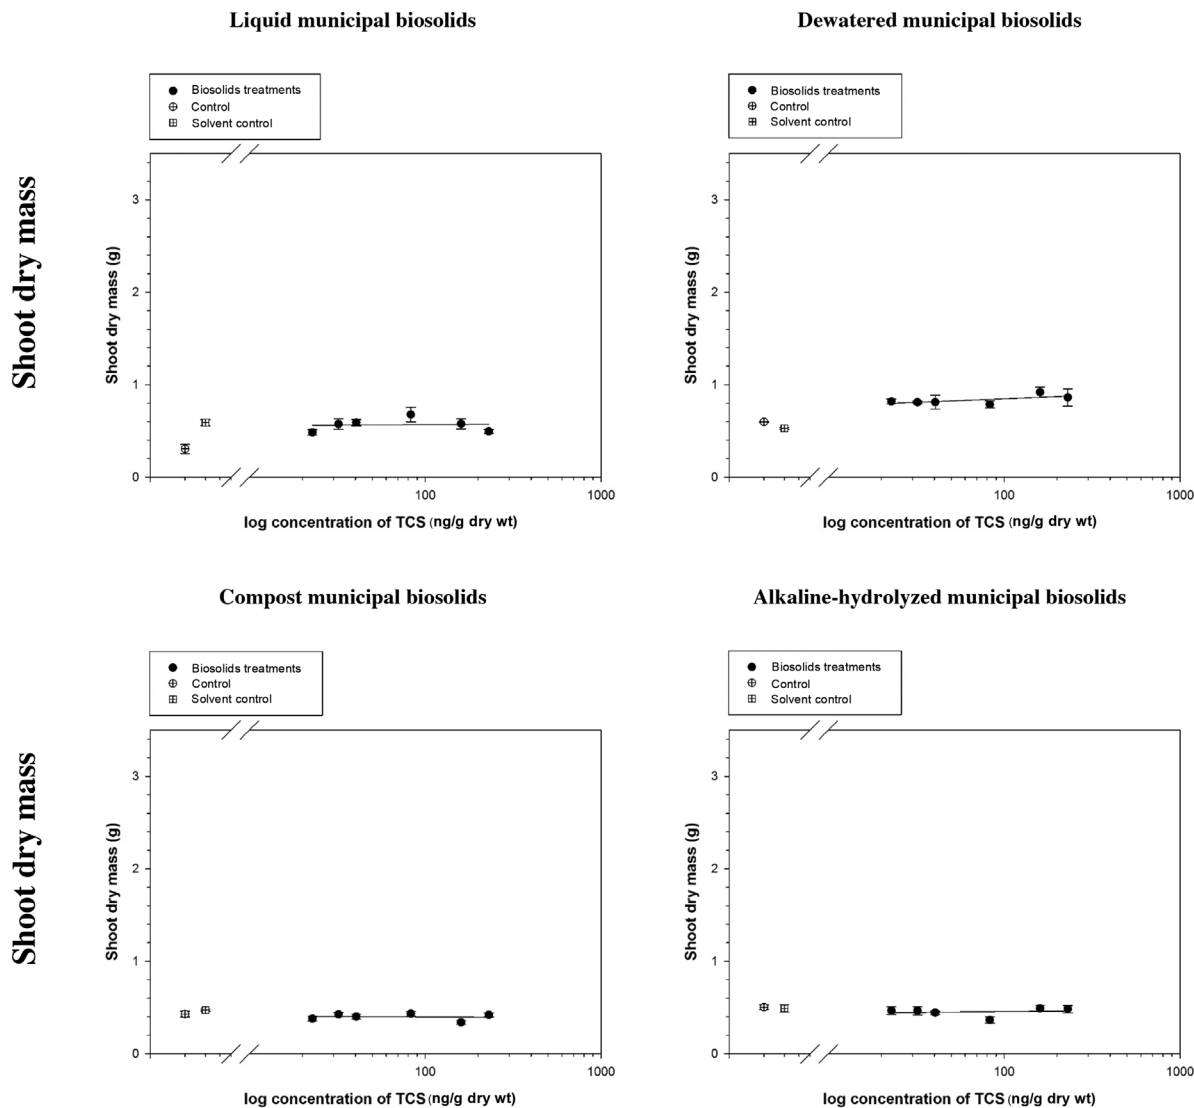 Liquid municipal biosolids
Biosolids treatments
Control
Solvent control
Shoot dry mass
Shoot dry mass (g)
3
2
1
0
100
1000
log concentration of TCS (ng/g dry wt)
Dewatered municipal biosolids
Biosolids treatments
Control
Solvent control
Shoot dry mass (g)
3
2
1
0
100
1000
log concentration of TCS (ng/g dry wt)
Compost municipal biosolids
Biosolids treatments
Control
Solvent control
Shoot dry mass
Shoot dry mass (g)
3
2
1
0
100
1000
log concentration of TCS (ng/g dry wt)
Alkaline-hydrolyzed municipal biosolids
Biosolids treatments
Control
Solvent control
Shoot dry mass (g)
3
2
1
0
100
1000
log concentration of TCS (ng/g dry wt)